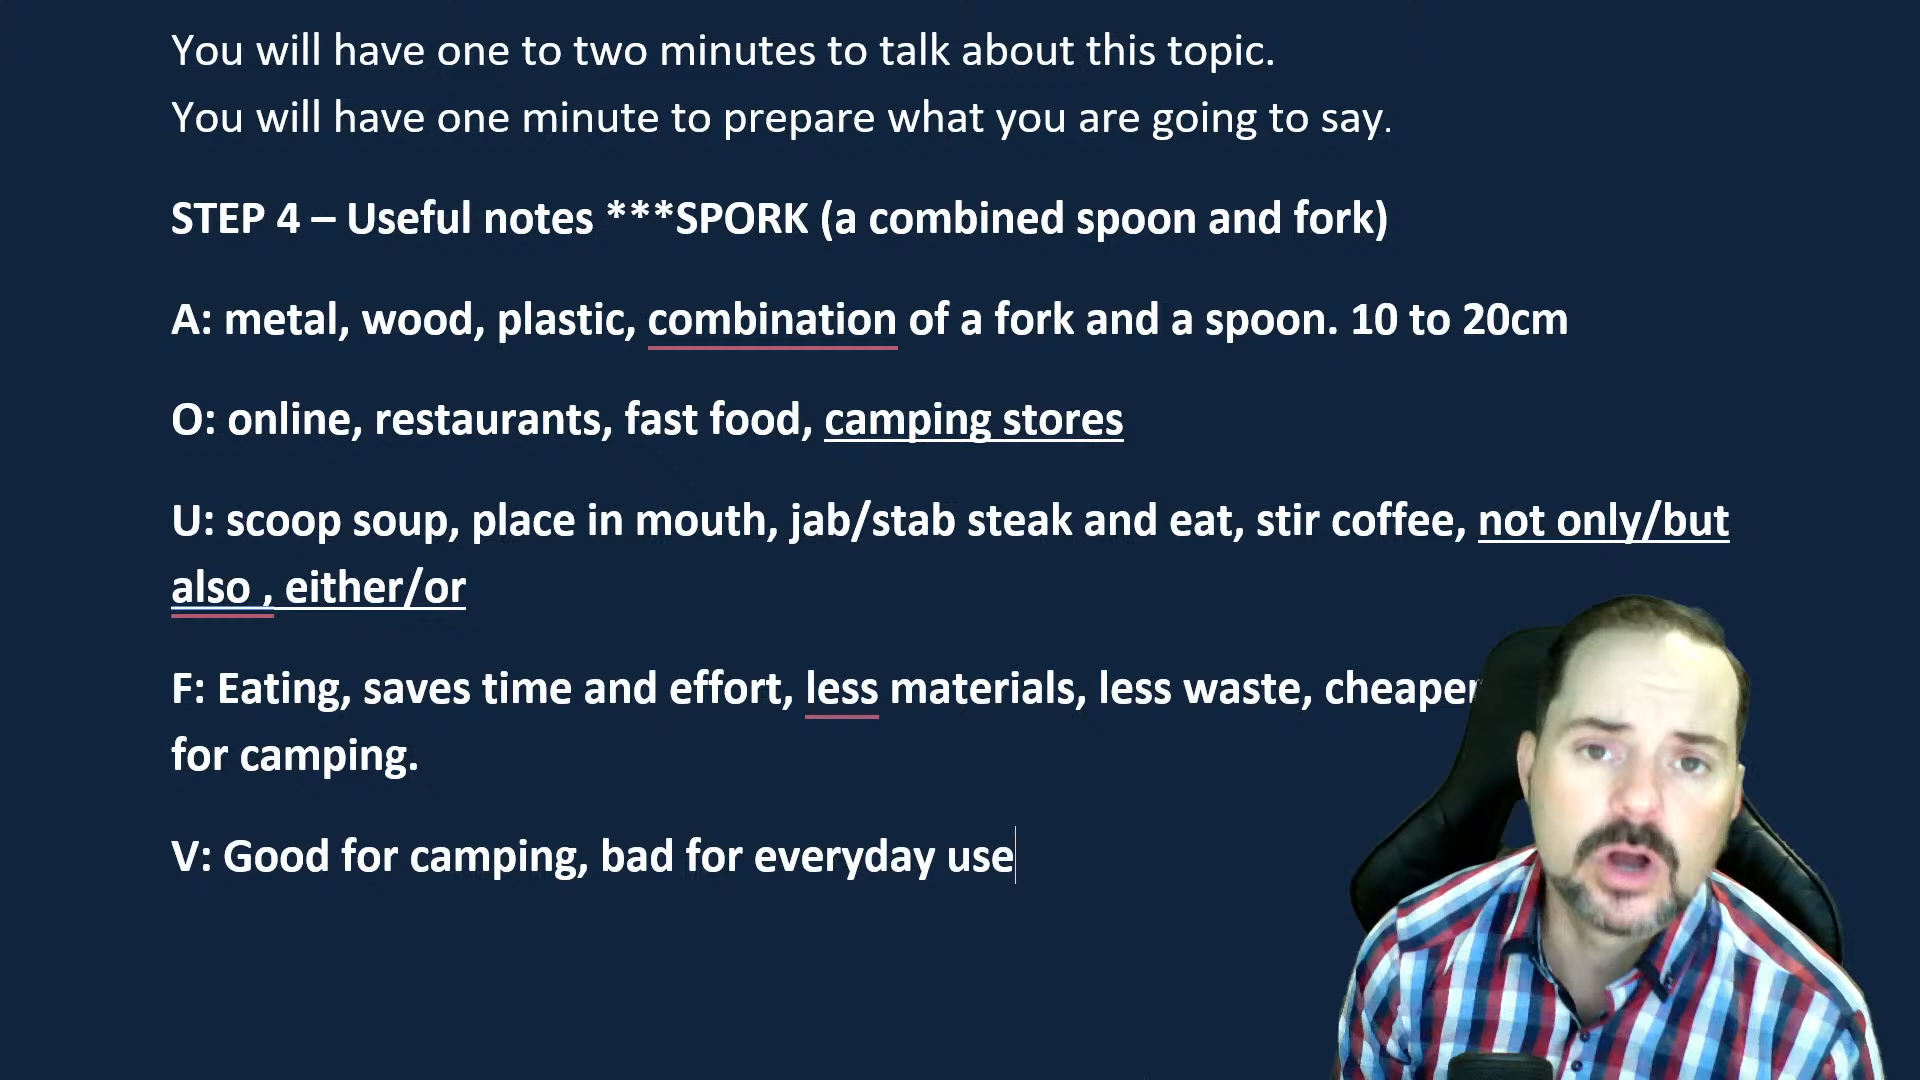 You will have one to two minutes to talk about this topic.
You will have one minute to prepare what you are going to say.
STEP 4 – Useful notes ***SPORK (a combined spoon and fork)
A: metal, wood, plastic, combination of a fork and a spoon. 10 to 20cm
O: online, restaurants, fast food, camping stores
U: scoop soup, place in mouth, jab/stab steak and eat, stir coffee, not only/but
also , either/or
F: Eating, saves time and effort, less materials, less waste, cheaper
for camping.
V: Good for camping, bad for everyday use